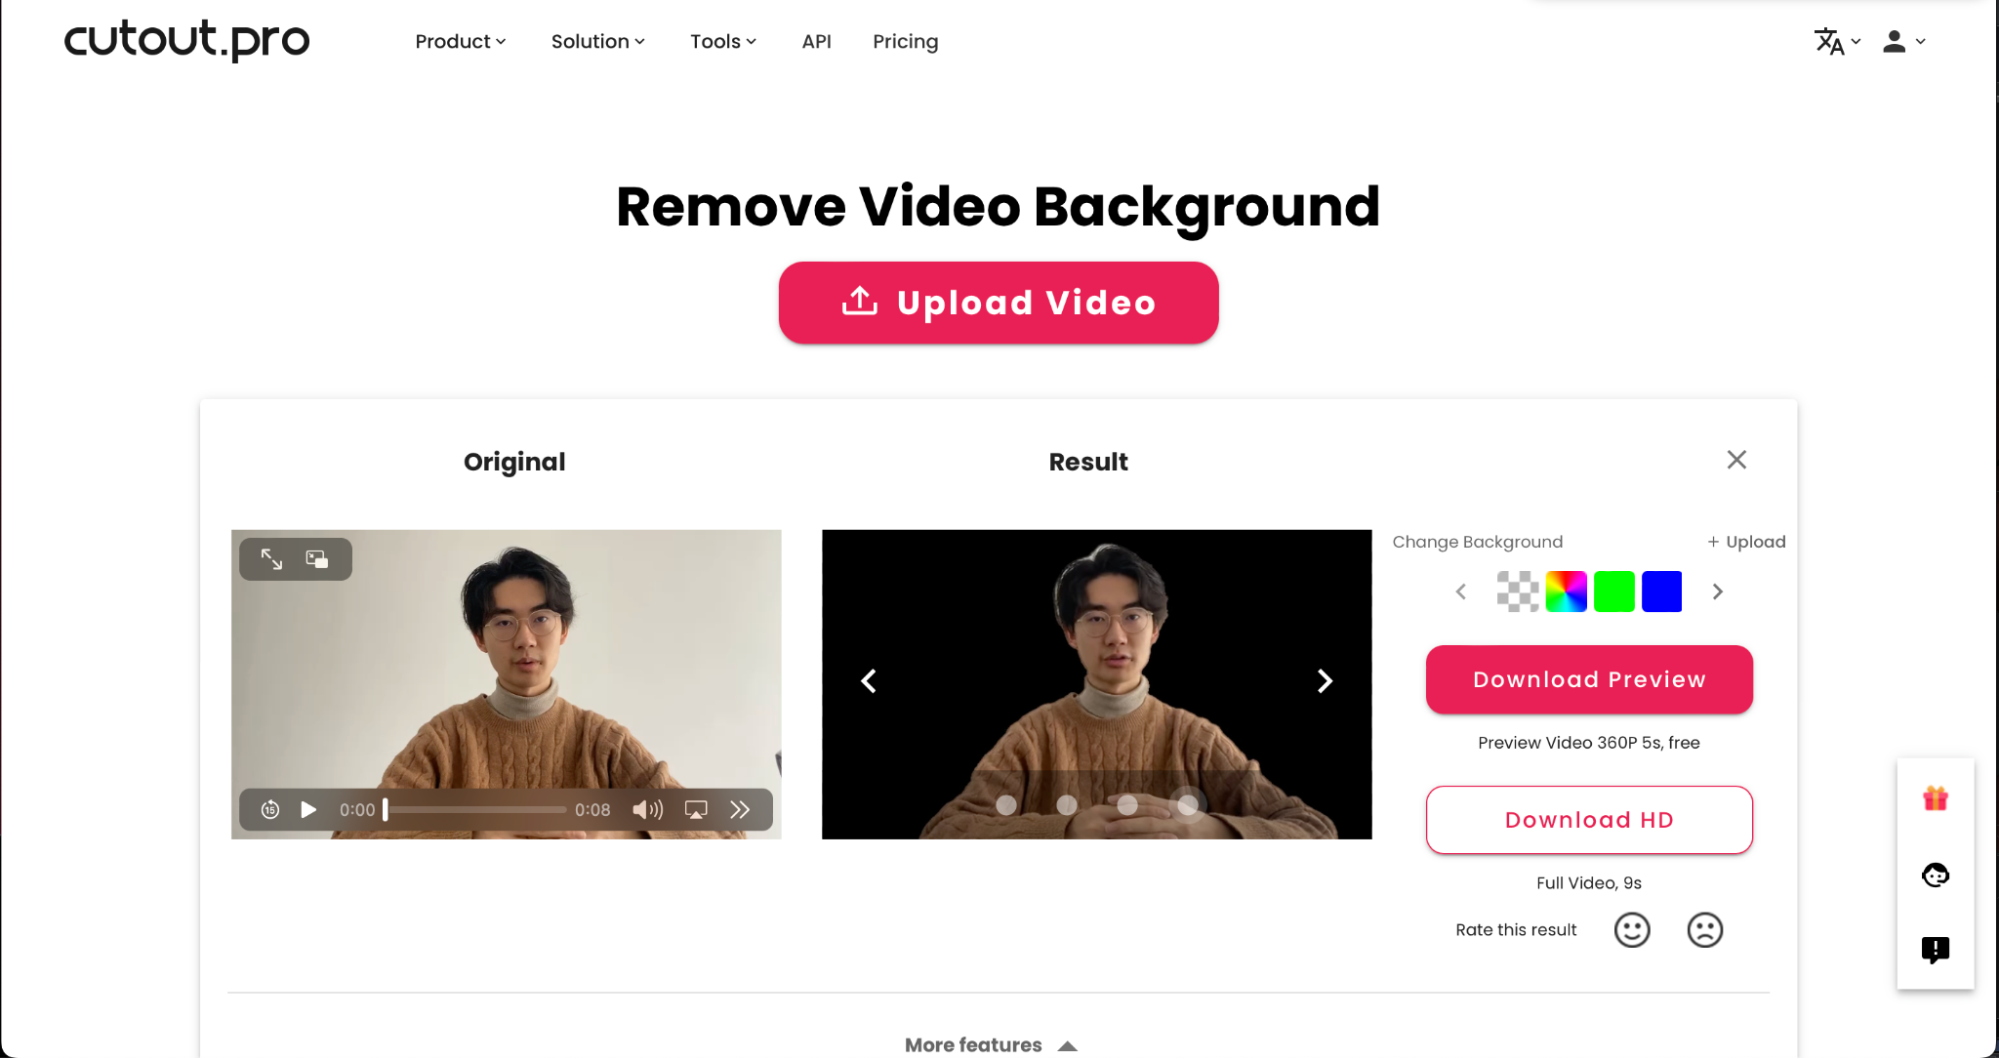 cutout.pro
Product Solution Tools API Pricing
Remove Video Background
Upload Video
Original
Result
Change Background
+ Upload
15
0:00
0:08
Download Preview
Preview Video 360P 5s, free
Download HD
Full Video, 9s
Rate this result
More features